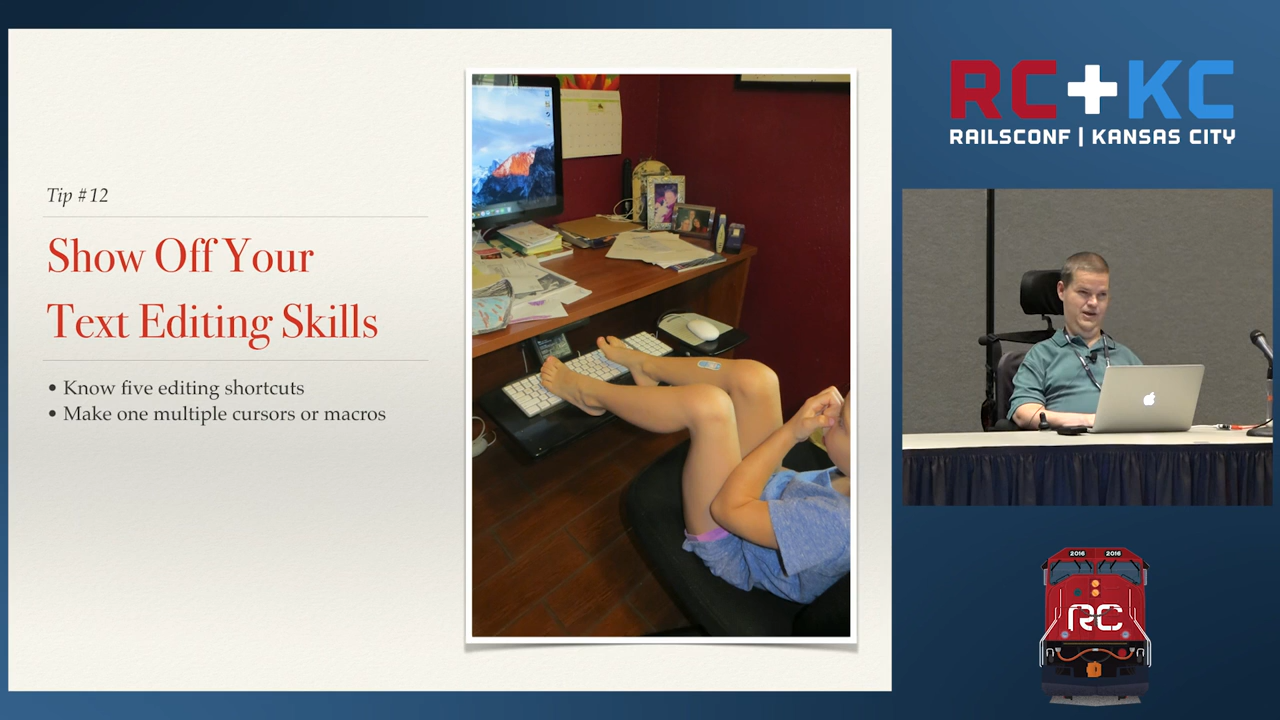 Tip #12
Show Off Your
Text Editing Skills
• Know five editing shortcuts
• Make one multiple cursors or macros
RC+KC
RAILSCONF | KANSAS CITY
2016 2016
RC